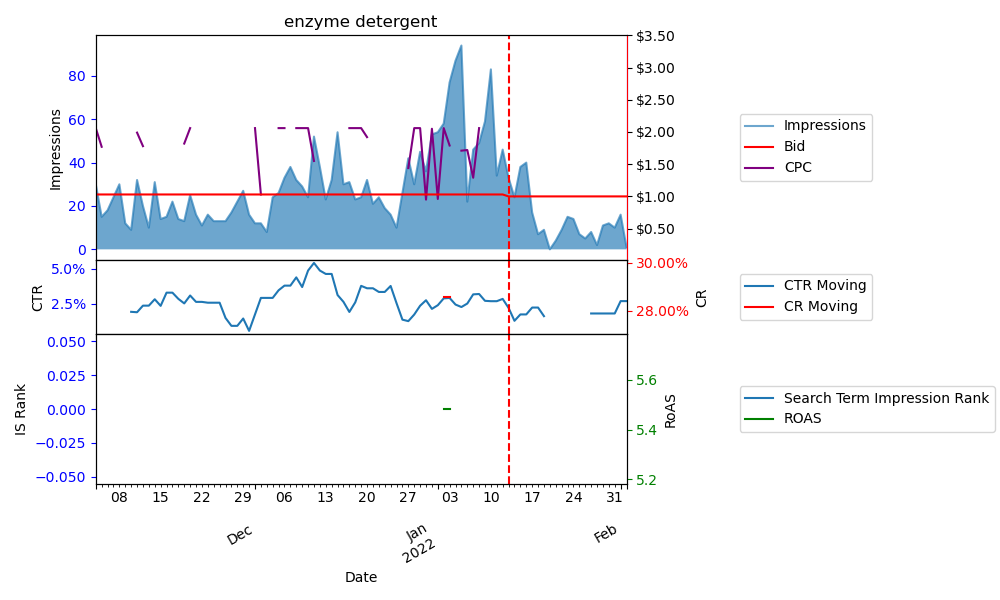 enzyme detergent
Impressions
80
60
40
20
0
$3.50
$3.00
$2.50
$2.00
$1.50
$1.00
$0.50
Impressions
Bid
CPC
CTR
5.0%
2.5%
30.00%
28.00%
CR
CTR Moving
CR Moving
IS Rank
0.050
0.025
0.000
−0.025
−0.050
5.6
5.4
5.2
RoAS
Search Term Impression Rank
ROAS
08 15 22 29 06 13 20 27 03 10 17 24 31
Dec
Jan
2022
Feb
Date